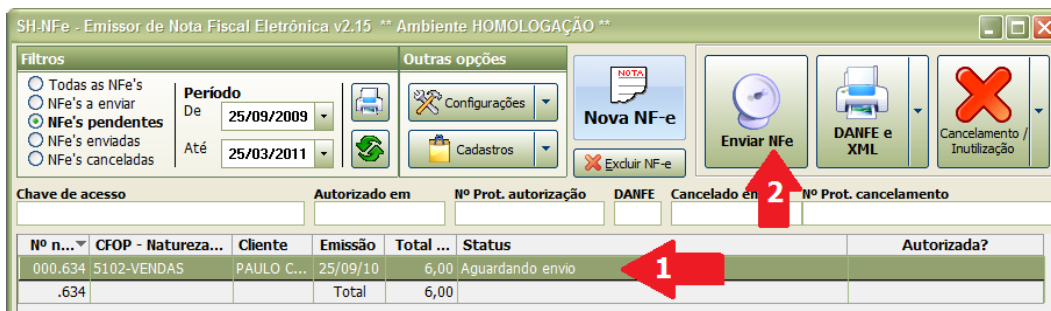 SH-NFe - Emissor de Nota Fiscal Eletrônica v2.15 ** Ambiente HOMOLOGAÇÃO **
Filtros
Todas as NFe's
NFe's a enviar
NFe's pendentes
NFe's enviadas
NFe's canceladas
Período
De 25/09/2009
Até 25/03/2011
Outras opções
Configurações
Cadastros
NOTA
Nova NF-e
Excluir NF-e
Enviar NFe
DANFE e
XML
Cancelamento /
Inutilização
2
Chave de acesso Autorizado em Nº Prot. autorização DANFE Cancelado Nº Prot. cancelamento
Nº n... CFOP - Natureza... Cliente Emissão Total ... Status Autorizada?
000.634 5102-VENDAS PAULO C... 25/09/10 6,00 Aguardando envio
1
.634 Total 6,00